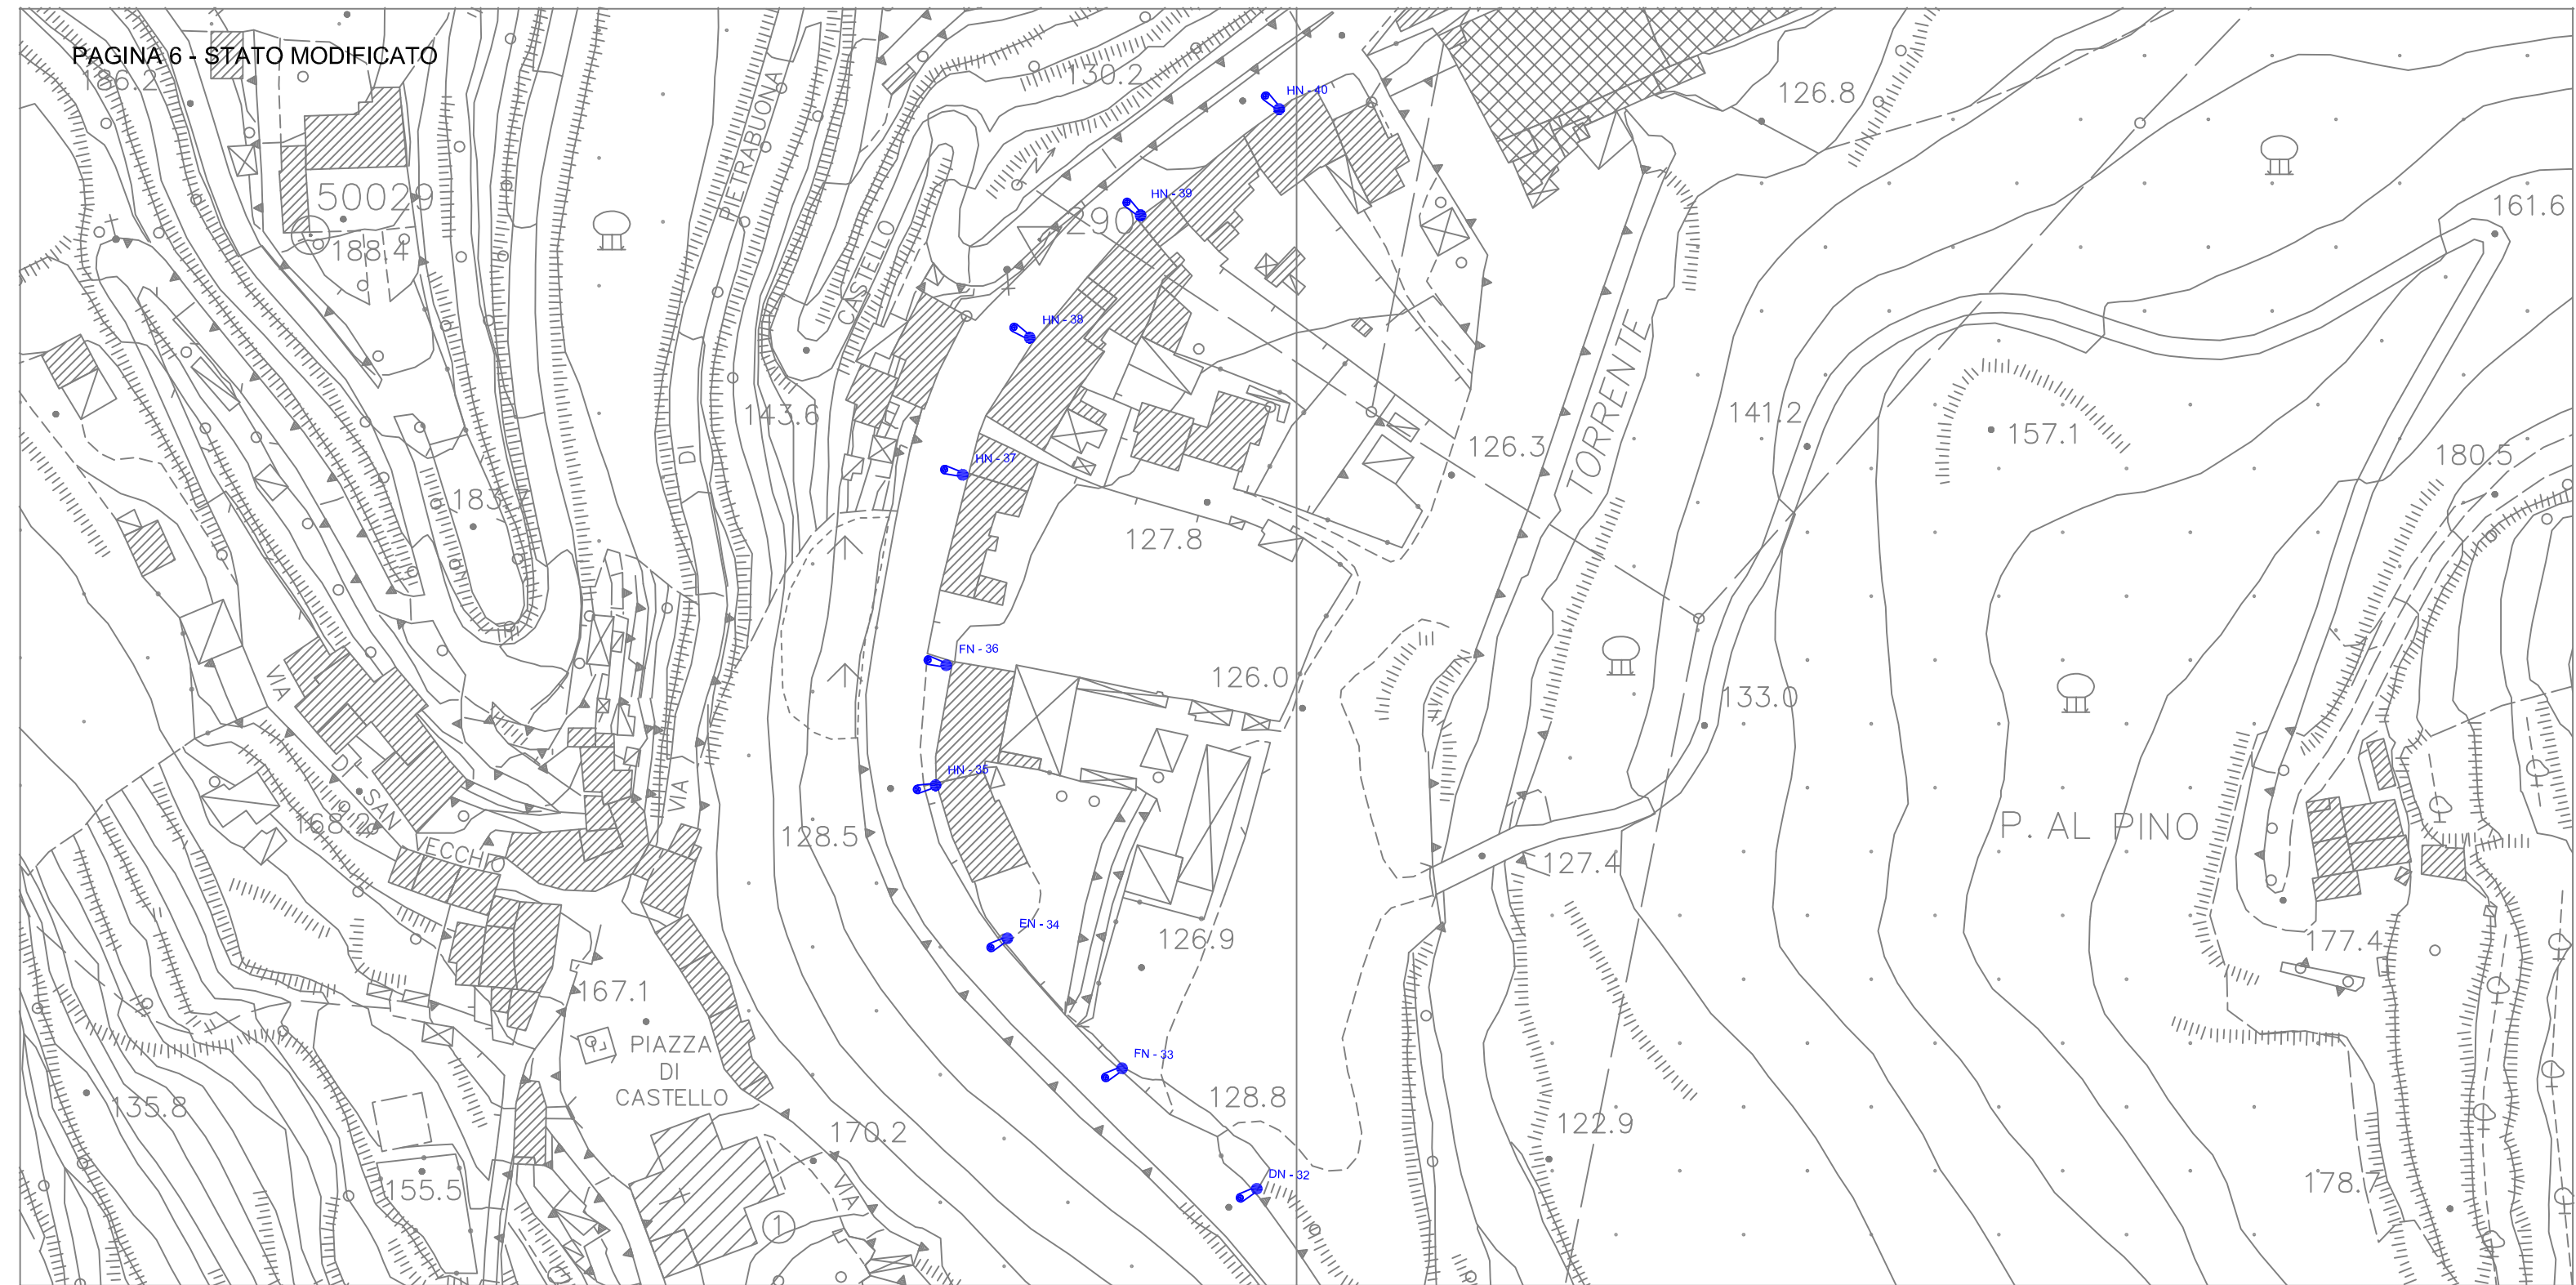 PAGINA 6 - STATO MODIFICATO
186.2
130.2
HN - 40
126.8
PIETRABUONA
50029
188.4
HN - 39
290
161.6
CASTELLO
HN - 38
TORRENTE
143.6
141.2
157.1
126.3
DI
HN - 37
180.5
183.7
127.8
FN - 36
126.0
133.0
VIA
DI SAN
HN - 35
VIA
168.2
128.5
P. AL PINO
ECCHIO
127.4
EN - 34
126.9
177.4
167.1
PIAZZA
DI
CASTELLO
FN - 33
135.8
128.8
170.2
122.9
DN - 32
155.5
VIA
178.7
1